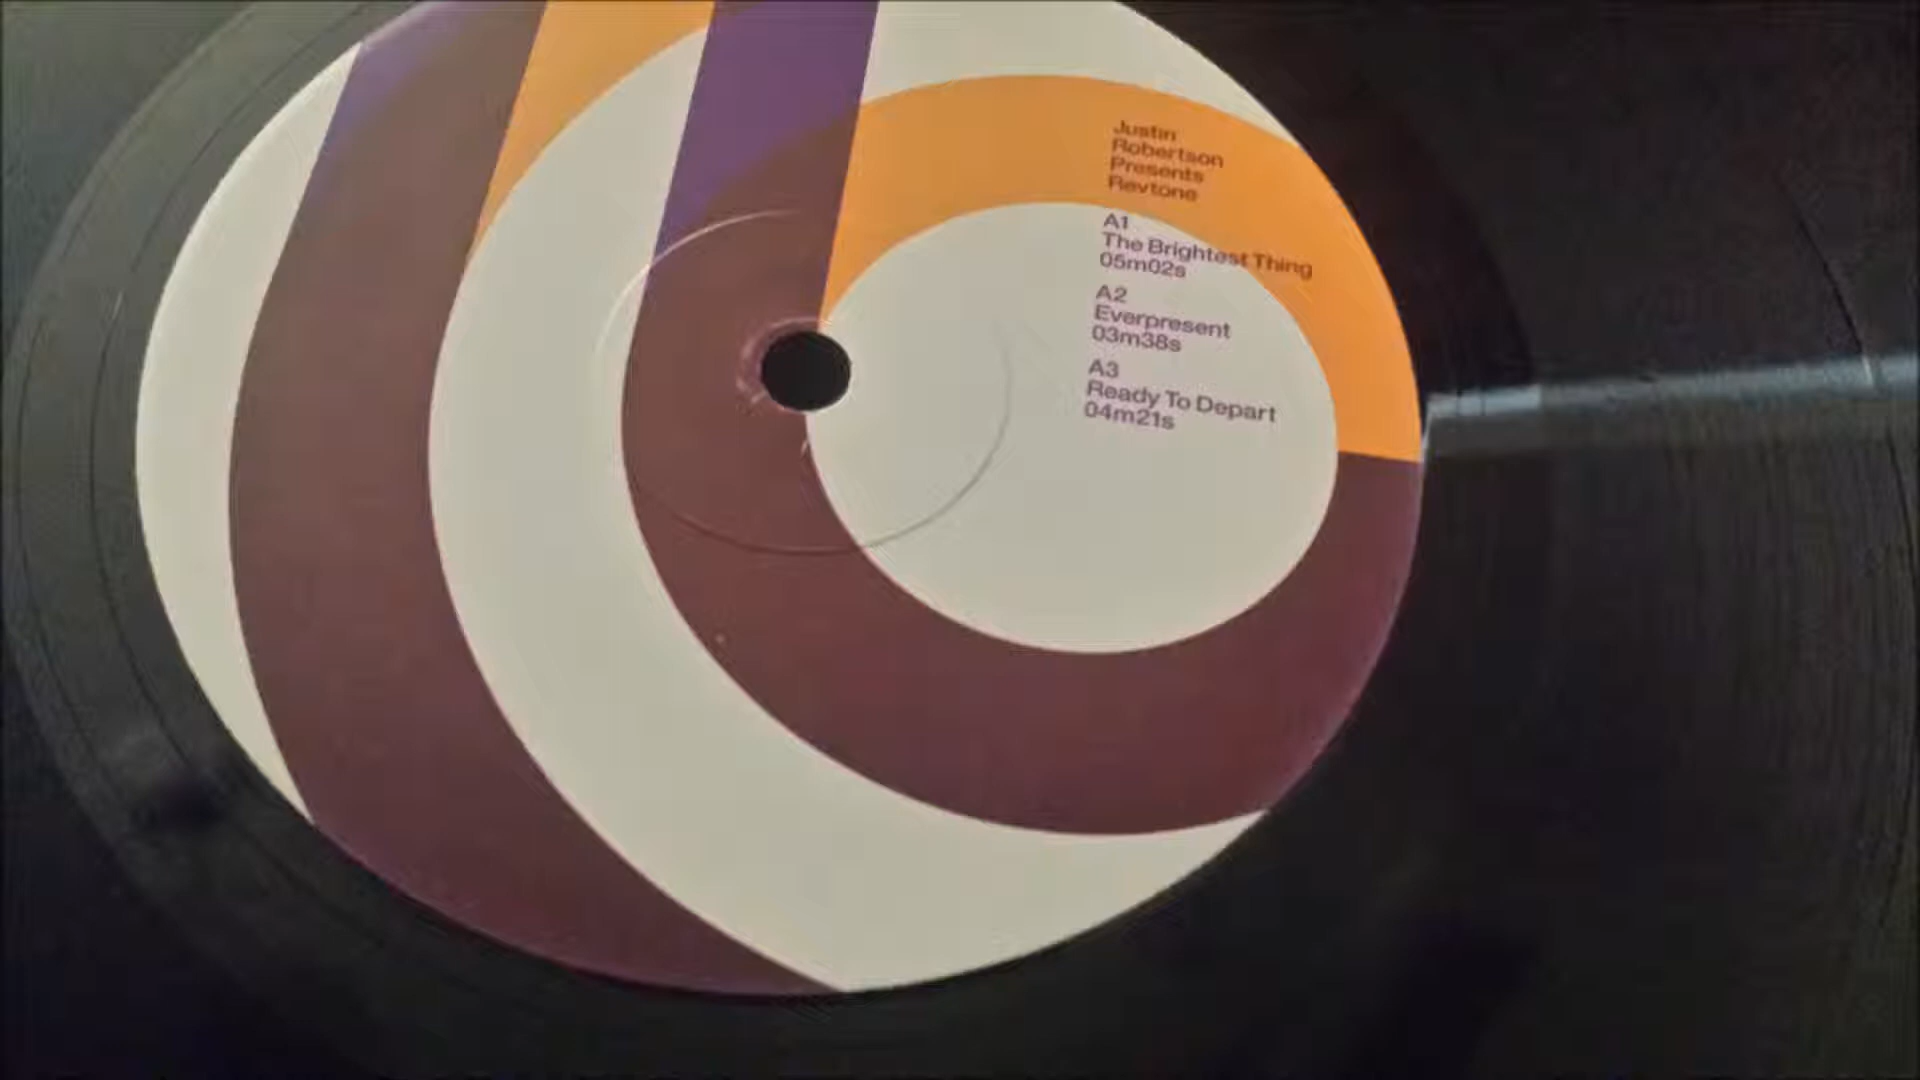 Justin
Robertson
Presents
Revtone
A1
The Brightest Thing
05m02s
A2
Everpresent
03m38s
A3
Ready To Depart
04m21s